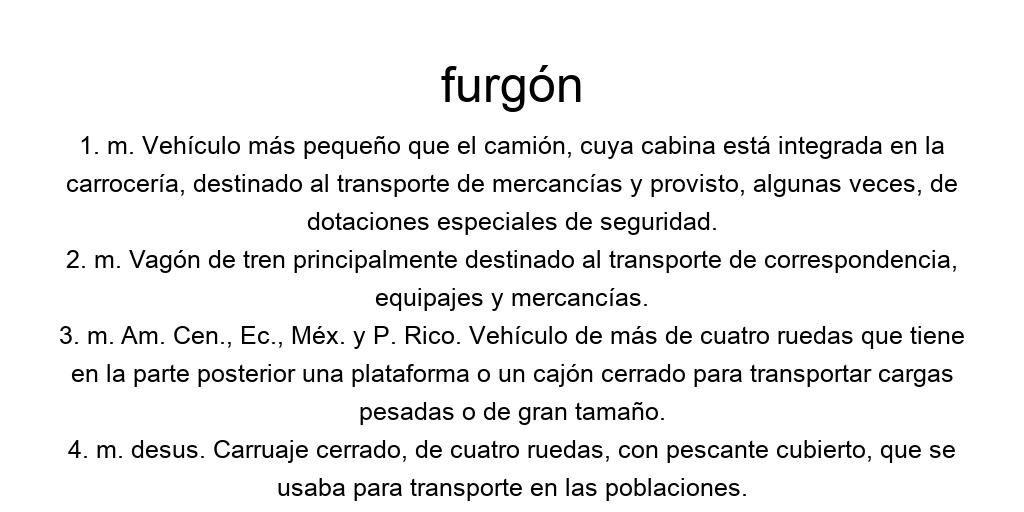 furgón
1. m. Vehículo más pequeño que el camión, cuya cabina está integrada en la
carrocería, destinado al transporte de mercancías y provisto, algunas veces, de
dotaciones especiales de seguridad.
2. m. Vagón de tren principalmente destinado al transporte de correspondencia,
equipajes y mercancías.
3. m. Am. Cen., Ec., Méx. y P. Rico. Vehículo de más de cuatro ruedas que tiene
en la parte posterior una plataforma o un cajón cerrado para transportar cargas
pesadas o de gran tamaño.
4. m. desus. Carruaje cerrado, de cuatro ruedas, con pescante cubierto, que se
usaba para transporte en las poblaciones.